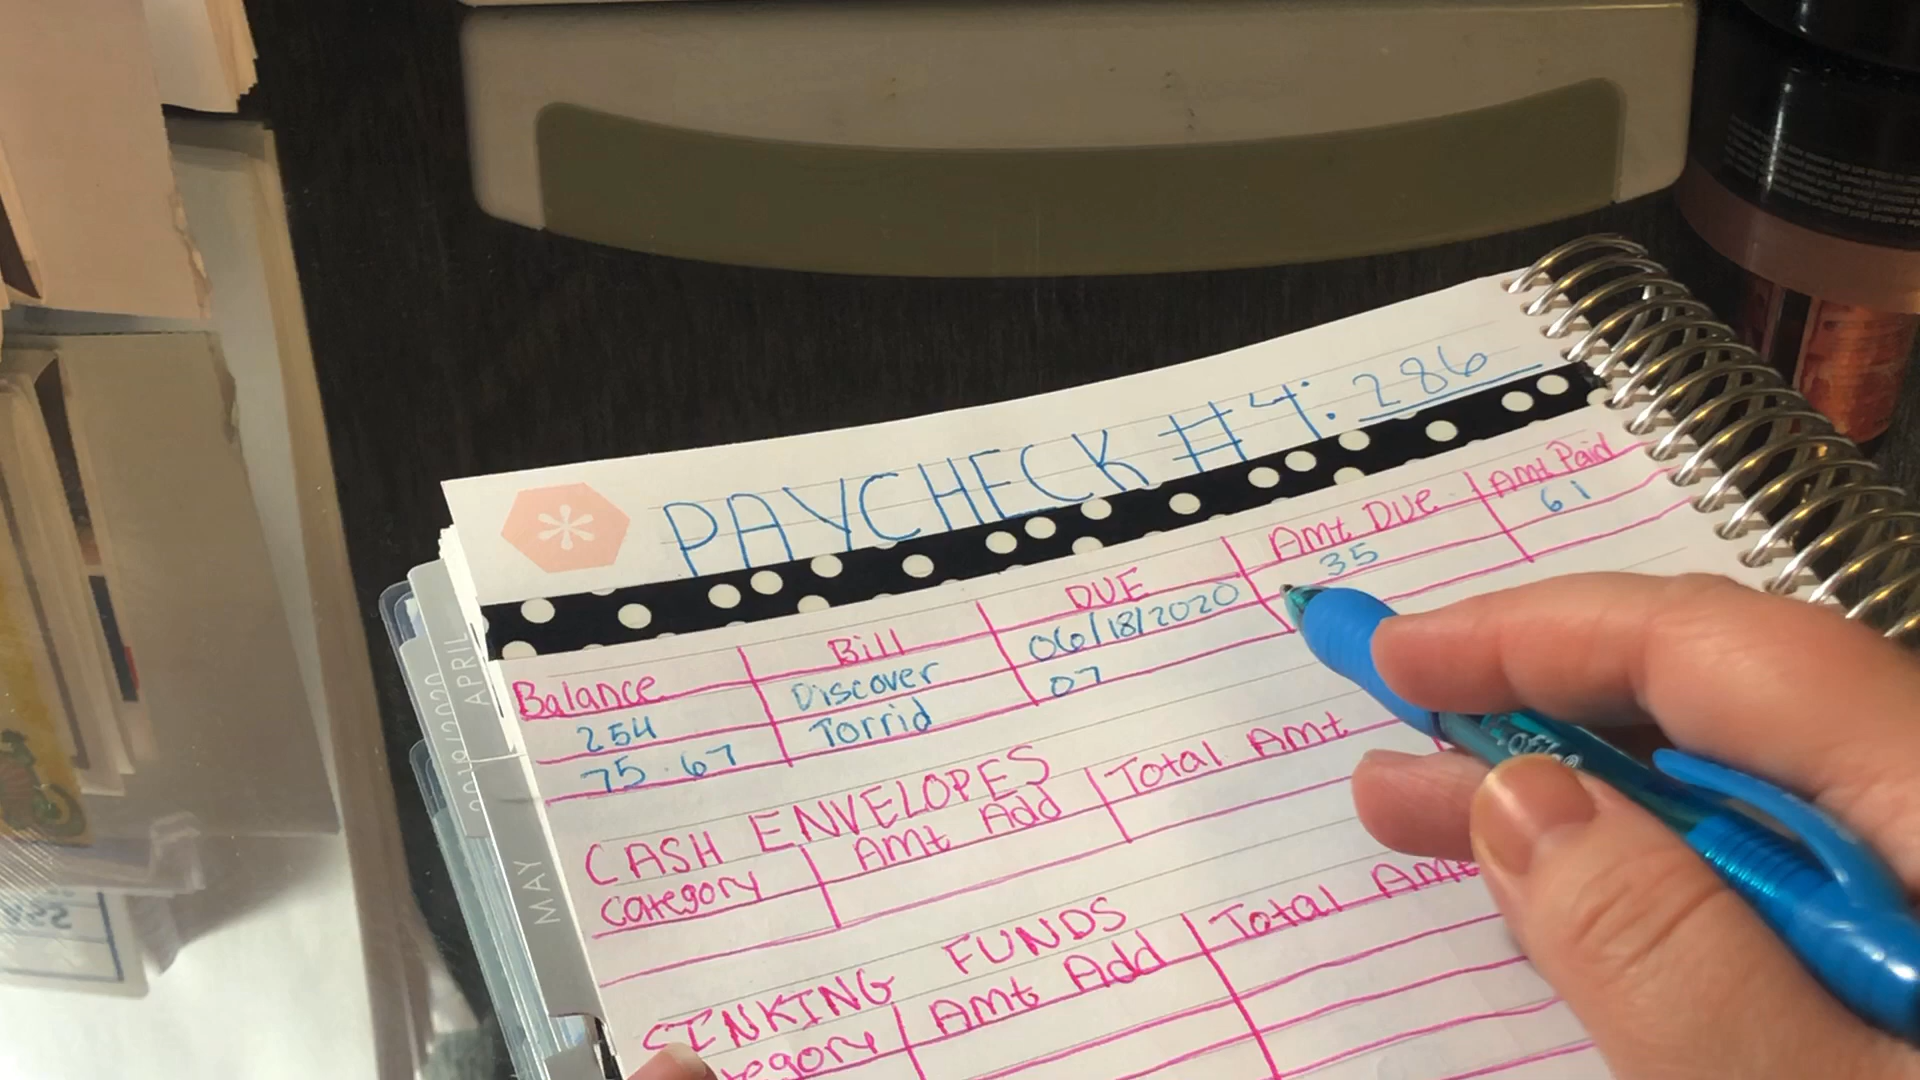 PAYCHECK #4: 286
Balance Bill DUE Amt DUE Amt Paid
254 Discover 06/18/2020 35 61
75.67 Torrid 07
CASH ENVELOPES
Category Amt Add Total Amt
SINKING FUNDS
egory Amt Add Total Amt
APRIL
MAY